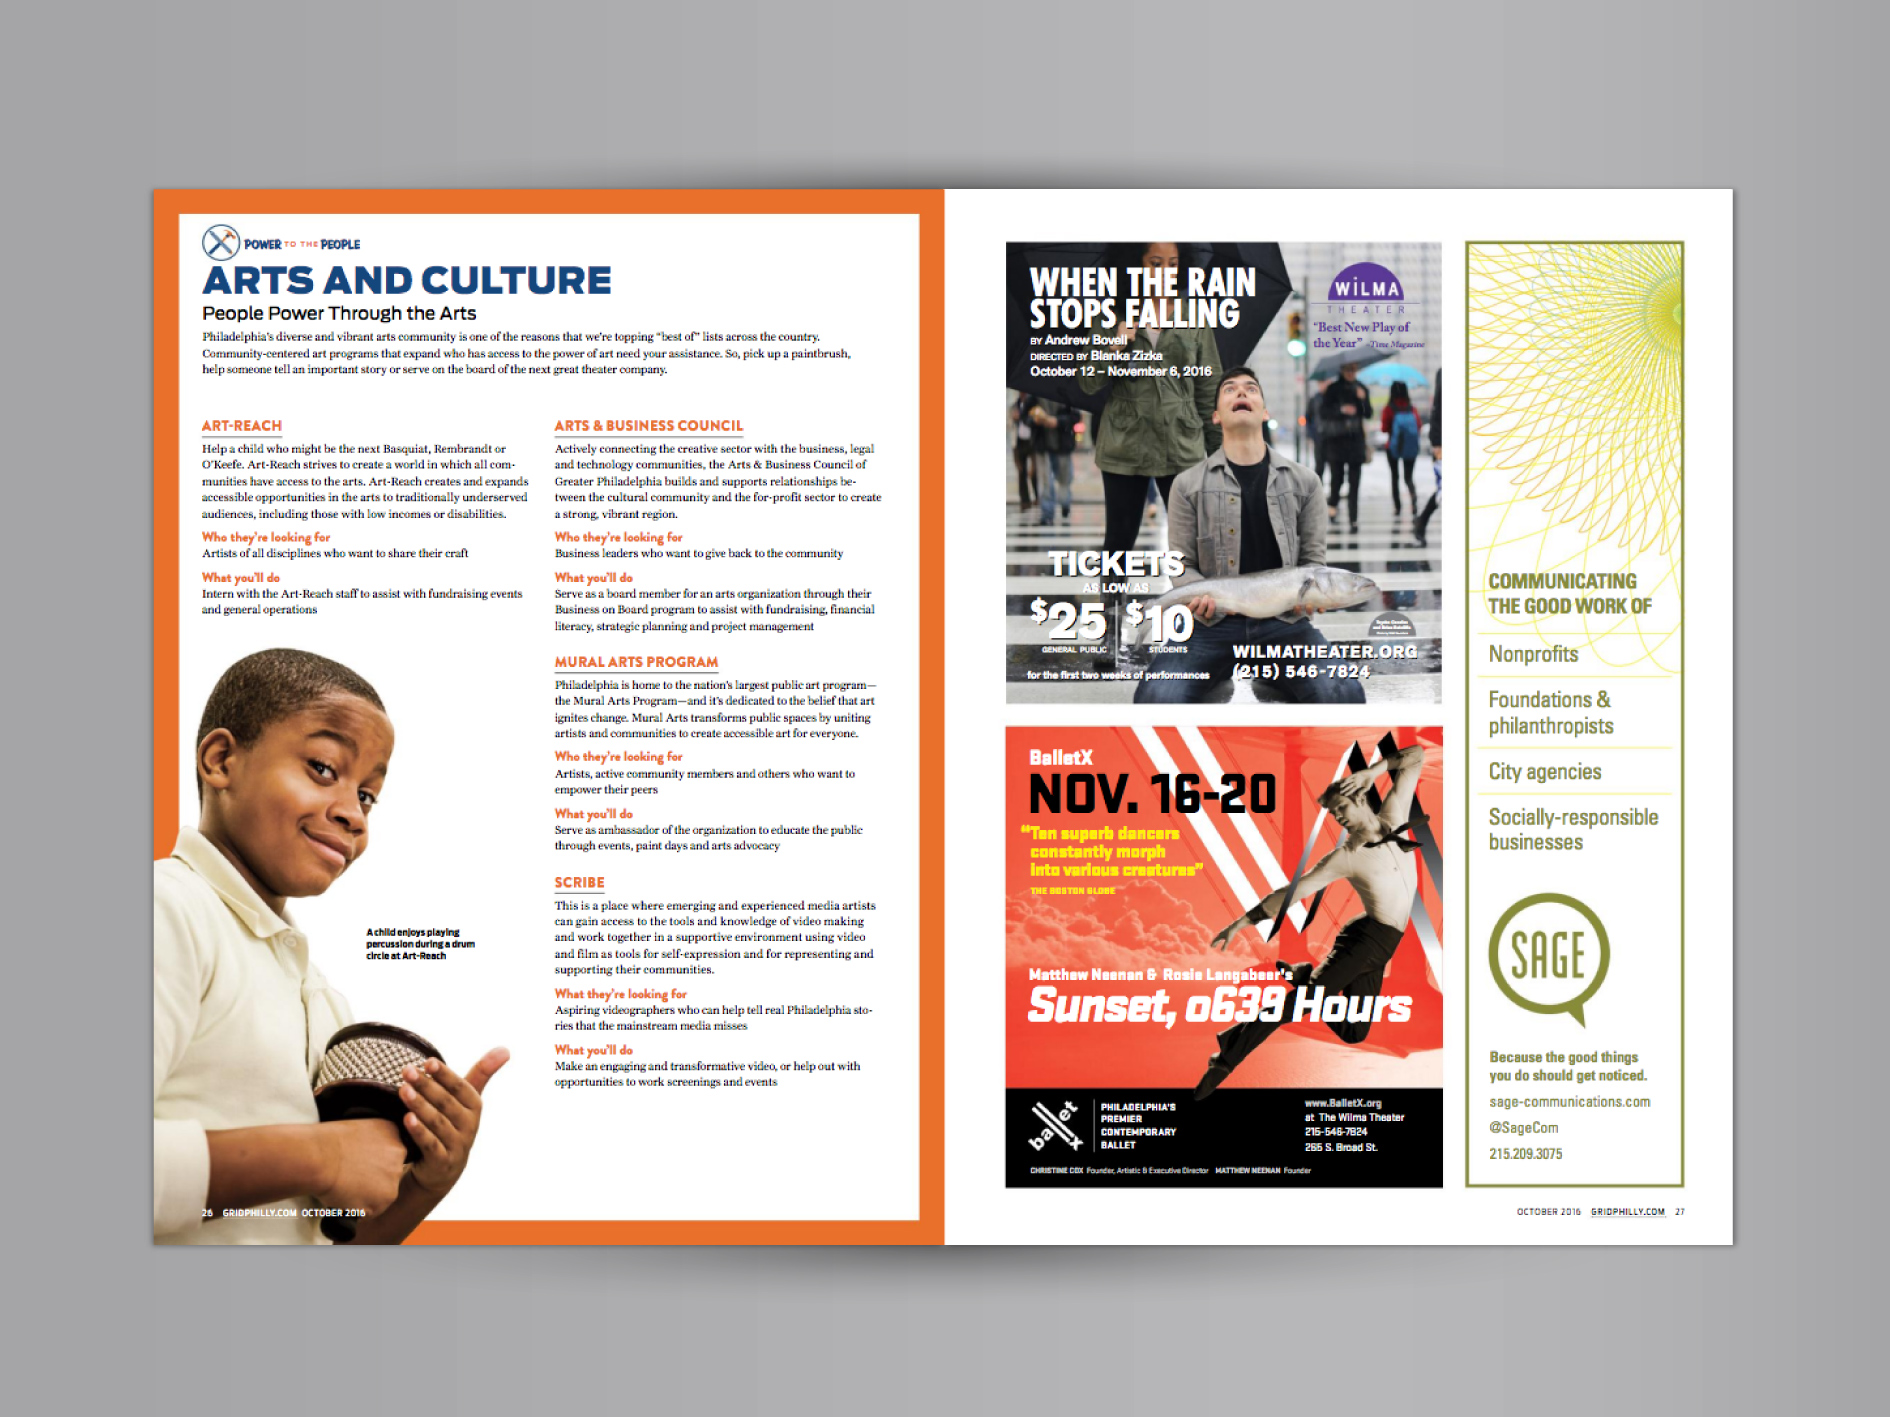 POWER TO THE PEOPLE
ARTS AND CULTURE
People Power Through the Arts
Philadelphia's diverse and vibrant arts community is one of the reasons that we're topping "best of" lists across the country.
Community-centered art programs that expand who has access to the power of art need your assistance. So, pick up a paintbrush,
help someone tell an important story or serve on the board of the next great theater company.
ART-REACH
Help a child who might be the next Basquiat, Rembrandt or
O'Keefe. Art-Reach strives to create a world in which all com-
munities have access to the arts. Art-Reach creates and expands
accessible opportunities in the arts to traditionally underserved
audiences, including those with low incomes or disabilities.
Who they're looking for
Artists of all disciplines who want to share their craft
What you'll do
Intern with the Art-Reach staff to assist with fundraising events
and general operations
A child enjoys playing
percussion during a drum
circle at Art-Reach
ARTS & BUSINESS COUNCIL
Actively connecting the creative sector with the business, legal
and technology communities, the Arts & Business Council of
Greater Philadelphia builds and supports relationships be-
tween the cultural community and the for-profit sector to create
a strong, vibrant region.
Who they're looking for
Business leaders who want to give back to the community
What you'll do
Serve as a board member for an arts organization through their
Business on Board program to assist with fundraising, financial
literacy, strategic planning and project management
MURAL ARTS PROGRAM
Philadelphia is home to the nation's largest public art program—
the Mural Arts Program—and it's dedicated to the belief that art
ignites change. Mural Arts transforms public spaces by uniting
artists and communities to create accessible art for everyone.
Who they're looking for
Artists, active community members and others who want to
empower their peers
What you'll do
Serve as ambassador of the organization to educate the public
through events, paint days and arts advocacy
SCRIBE
This is a place where emerging and experienced media artists
can gain access to the tools and knowledge of video making
and work together in a supportive environment using video
and film as tools for self-expression and for representing and
supporting their communities.
What they're looking for
Aspiring videographers who can help tell real Philadelphia sto-
ries that the mainstream media misses
What you'll do
Make an engaging and transformative video, or help out with
opportunities to work screenings and events
26 GRIDPHILLY.COM OCTOBER 2016
WHEN THE RAIN
STOPS FALLING
BY Andrew Bovell
DIRECTED BY Blanka Zizka
October 12 – November 6, 2016
WiLMA
THEATER
"Best New Play of
the Year" -Time Magazine
TICKETS
AS LOW AS
$25 $10
GENERAL PUBLIC STUDENTS
for the first two weeks of performances
WILMATHEATER.ORG
(215) 546-7824
BalletX
NOV. 16-20
"Ten superb dancers
constantly morph
into various creatures"
THE BOSTON GLOBE
Matthew Neenan & Rosie Langabeer's
Sunset, o639 Hours
balletx
PHILADELPHIA'S
PREMIER
CONTEMPORARY
BALLET
www.BalletX.org
at The Wilma Theater
215-546-7824
265 S. Broad St.
CHRISTINE COX Founder, Artistic & Executive Director MATTHEW NEENAN Founder
COMMUNICATING
THE GOOD WORK OF
Nonprofits
Foundations &
philanthropists
City agencies
Socially-responsible
businesses
SAGE
Because the good things
you do should get noticed.
sage-communications.com
@SageCom
215.209.3075
OCTOBER 2016 GRIDPHILLY.COM 27